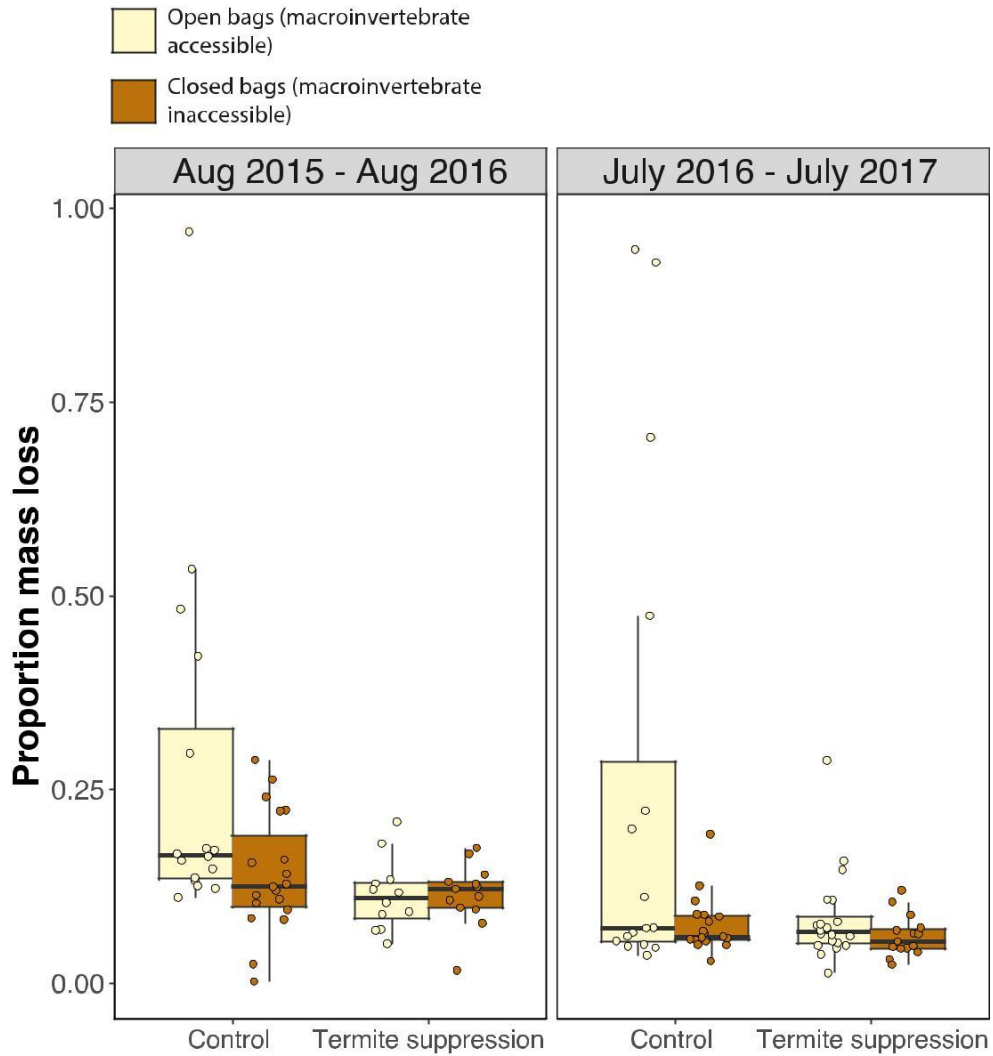 Open bags (macroinvertebrate
accessible)
Closed bags (macroinvertebrate
inaccessible)
Aug 2015 - Aug 2016
July 2016 - July 2017
Proportion mass loss
1.00
0.75
0.50
0.25
0.00
Control
Termite suppression
Control
Termite suppression